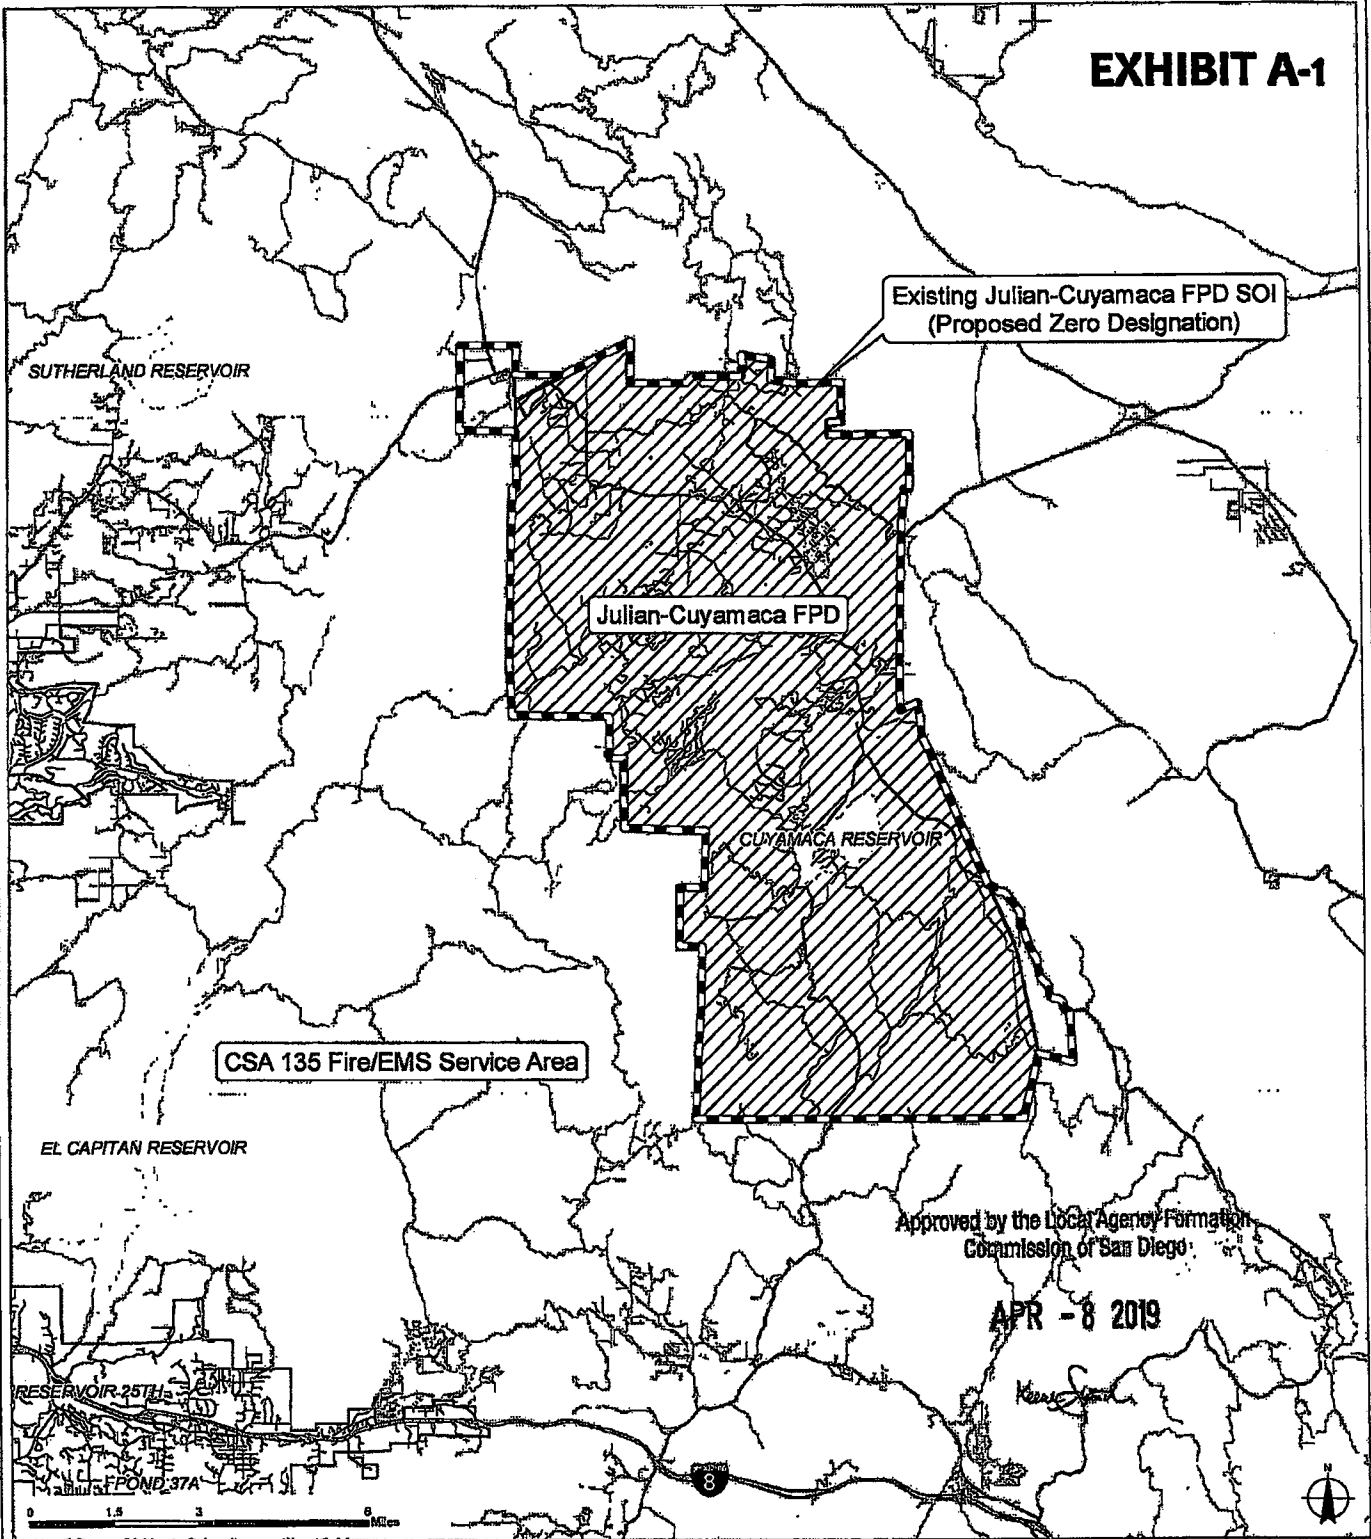 EXHIBIT A-1
Existing Julian-Cuyamaca FPD SOI
(Proposed Zero Designation)
SUTHERLAND RESERVOIR
Julian-Cuyamaca FPD
CUYAMACA RESERVOIR
CSA 135 Fire/EMS Service Area
EL CAPITAN RESERVOIR
Approved by the Local Agency Formation
Commission of San Diego
APR - 8 2019
RESERVOIR 25TH
8
POND 37A
N
0 1.5 3 6 Miles